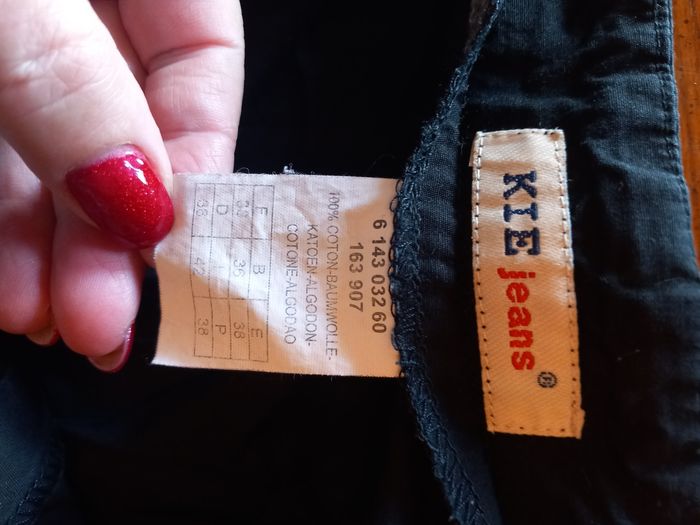 KIE jeans®
6 143 032 60
163 907
100% COTON-BAUMWOLLE-
KATOEN-ALGODON-
COTONE-ALGODAO
F B E
36 38
D I P
36 42 38